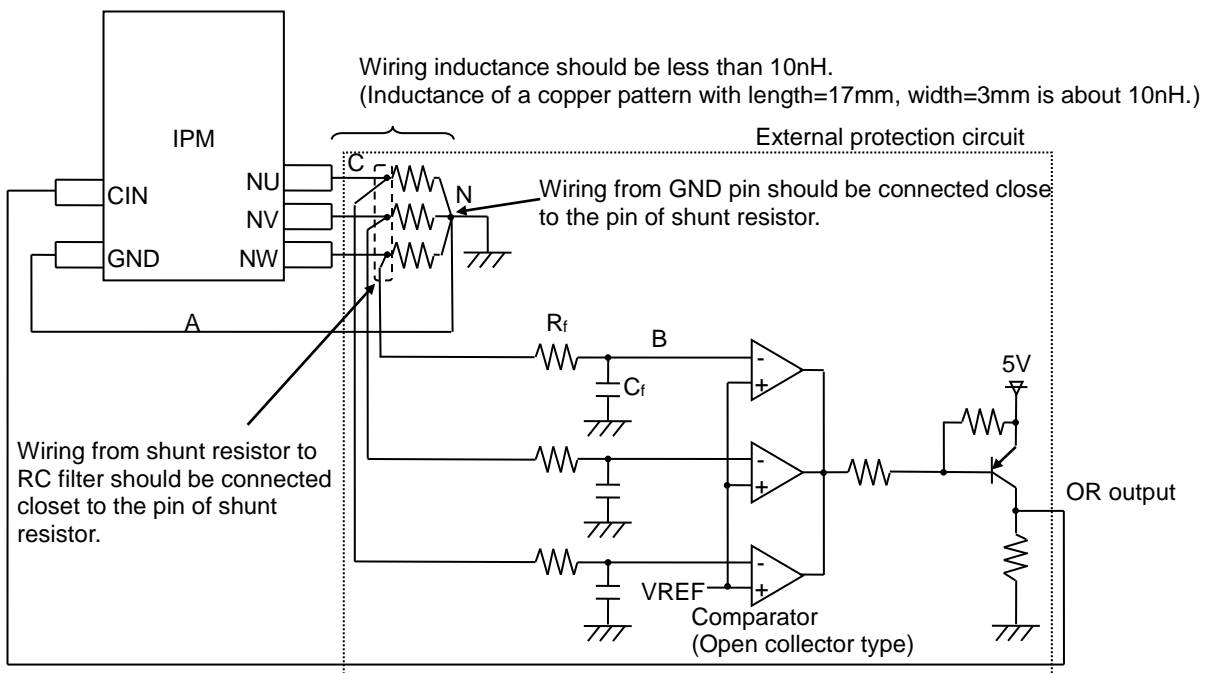 Wiring inductance should be less than 10nH.
(Inductance of a copper pattern with length=17mm, width=3mm is about 10nH.)
External protection circuit
IPM
C
NU
CIN
N
Wiring from GND pin should be connected close
to the pin of shunt resistor.
NV
GND
NW
A
Rf
B
-
+
Cf
5V
Wiring from shunt resistor to
RC filter should be connected
closet to the pin of shunt
resistor.
-
+
OR output
-
+
VREF
Comparator
(Open collector type)